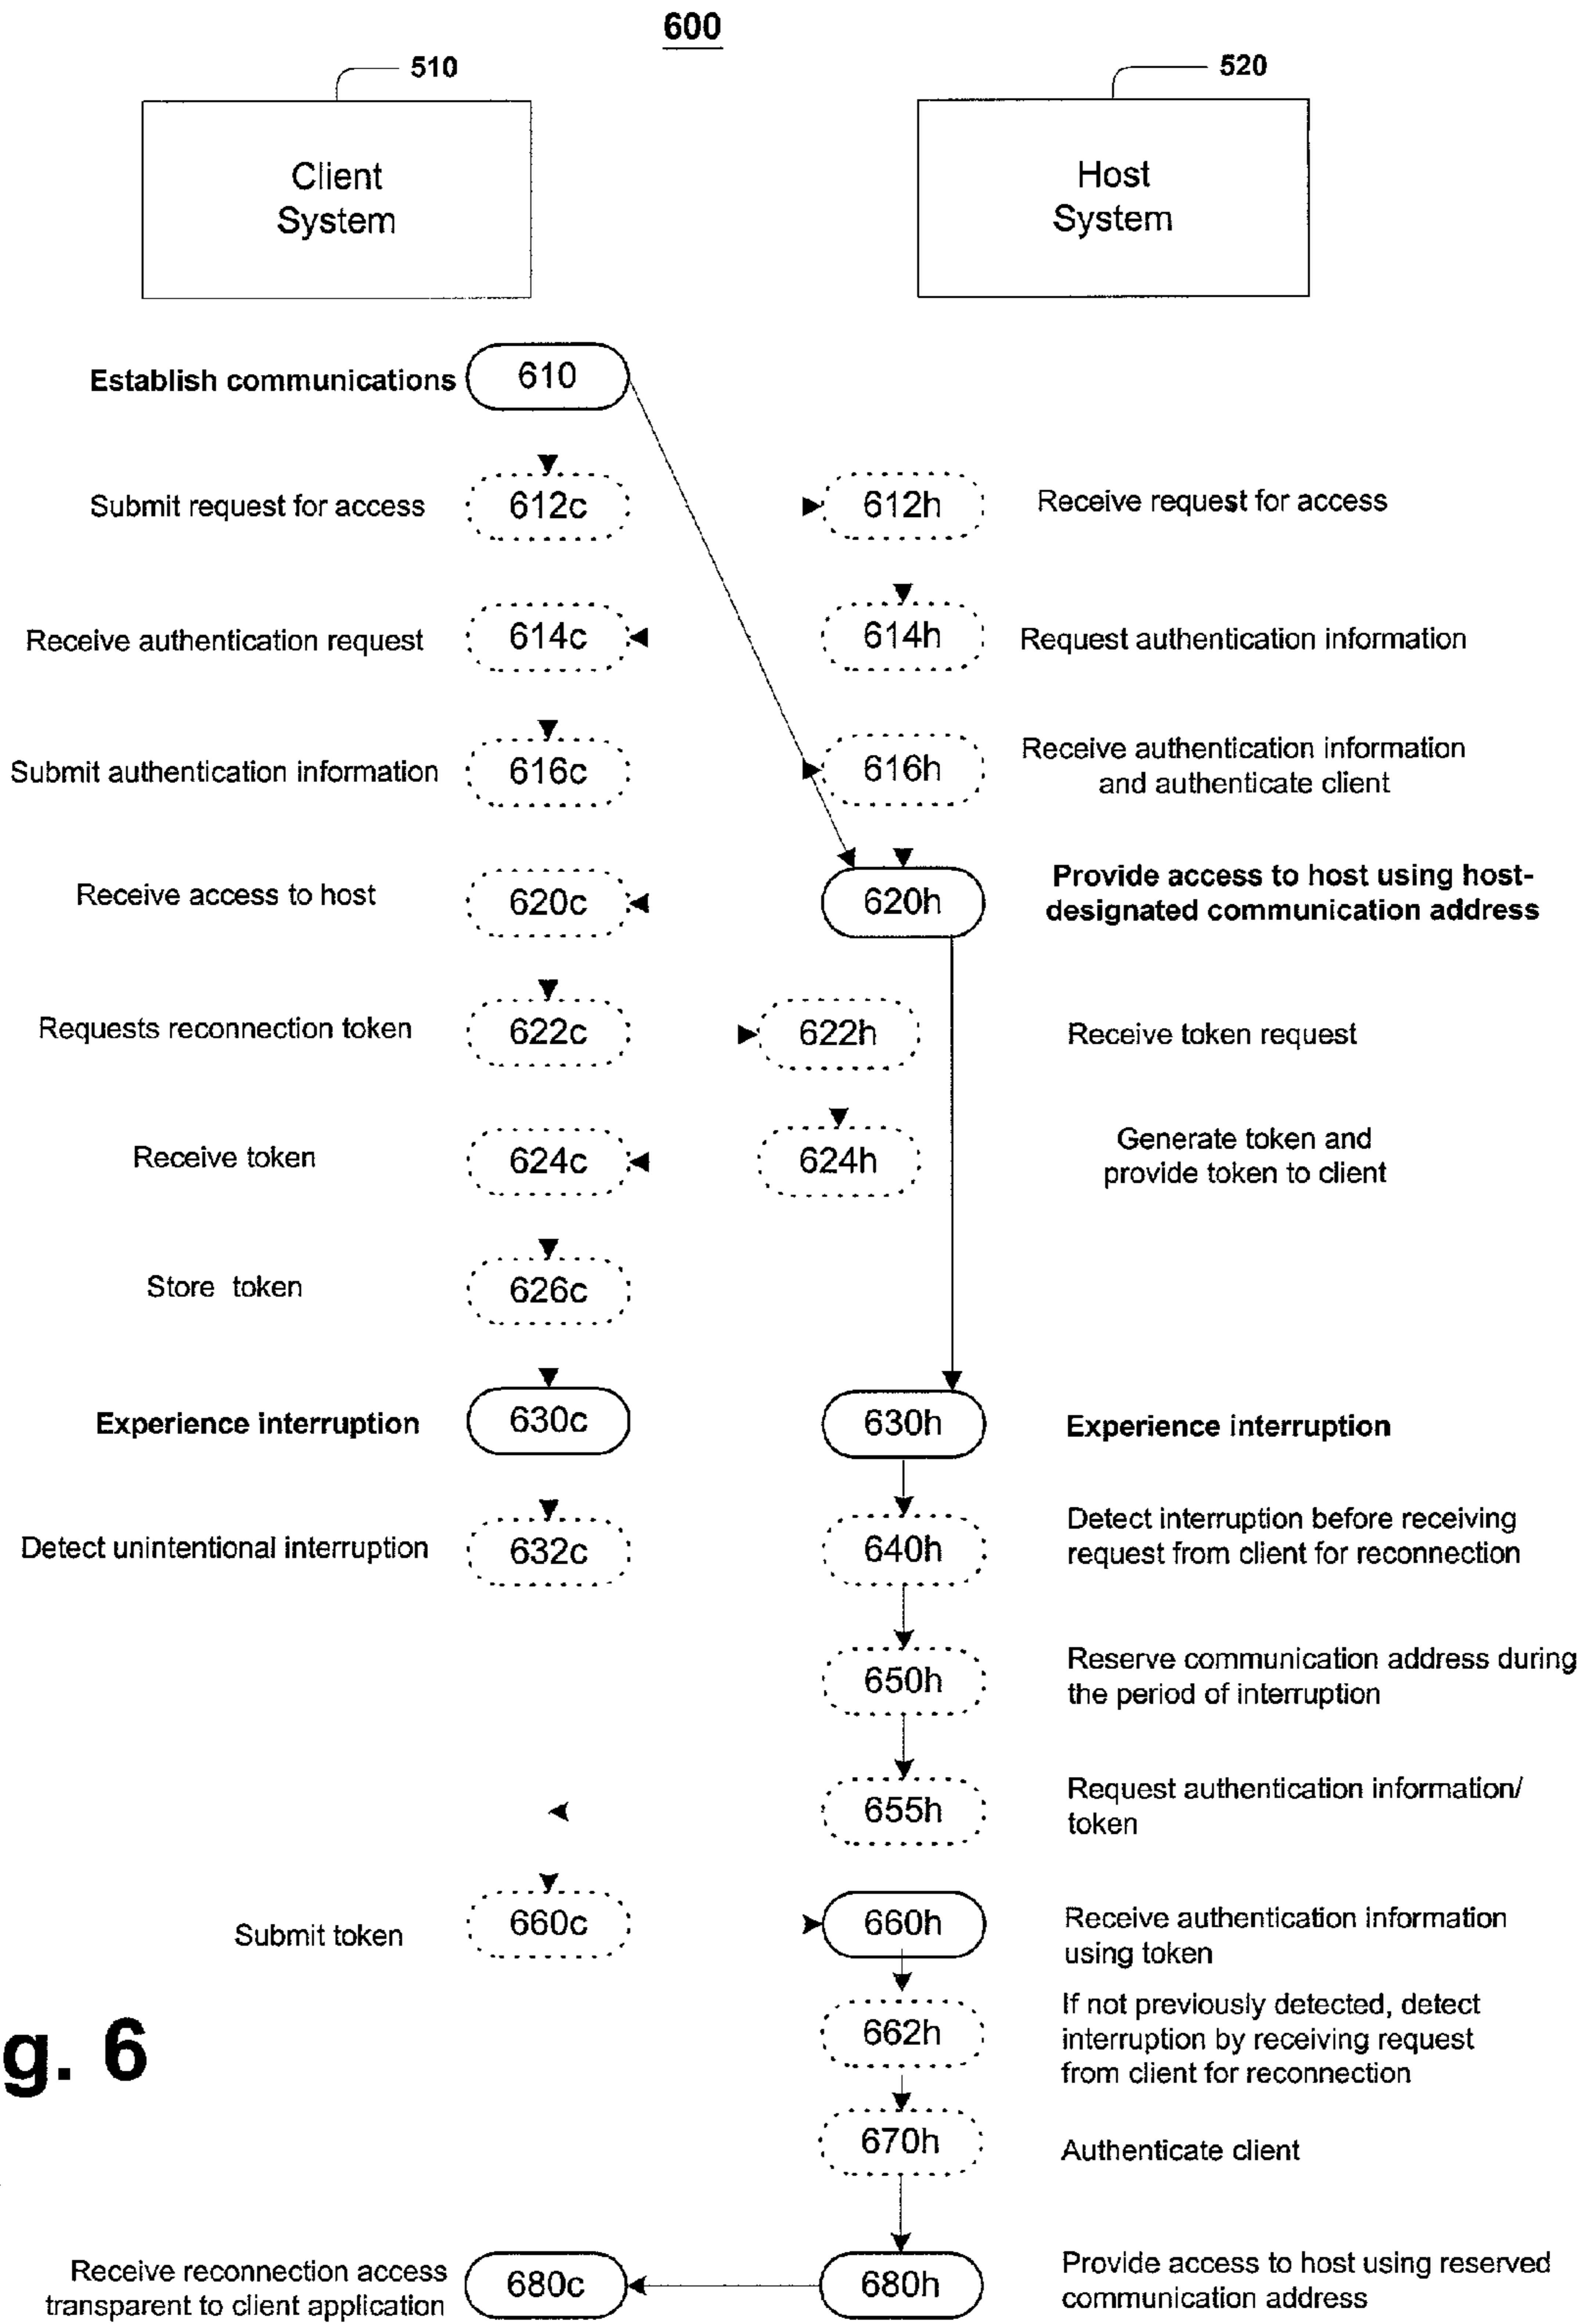 600
510
520
Client
System
Host
System
Establish communications
610
Submit request for access
612c
612h
Receive request for access
Receive authentication request
614c
614h
Request authentication information
Submit authentication information
616c
616h
Receive authentication information
and authenticate client
Receive access to host
620c
620h
Provide access to host using host-
designated communication address
Requests reconnection token
622c
622h
Receive token request
Receive token
624c
624h
Generate token and
provide token to client
Store token
626c
Experience interruption
630c
630h
Experience interruption
Detect unintentional interruption
632c
640h
Detect interruption before receiving
request from client for reconnection
650h
Reserve communication address during
the period of interruption
655h
Request authentication information/
token
Submit token
660c
660h
Receive authentication information
using token
662h
If not previously detected, detect
interruption by receiving request
from client for reconnection
g. 6
670h
Authenticate client
Receive reconnection access
transparent to client application
680c
680h
Provide access to host using reserved
communication address